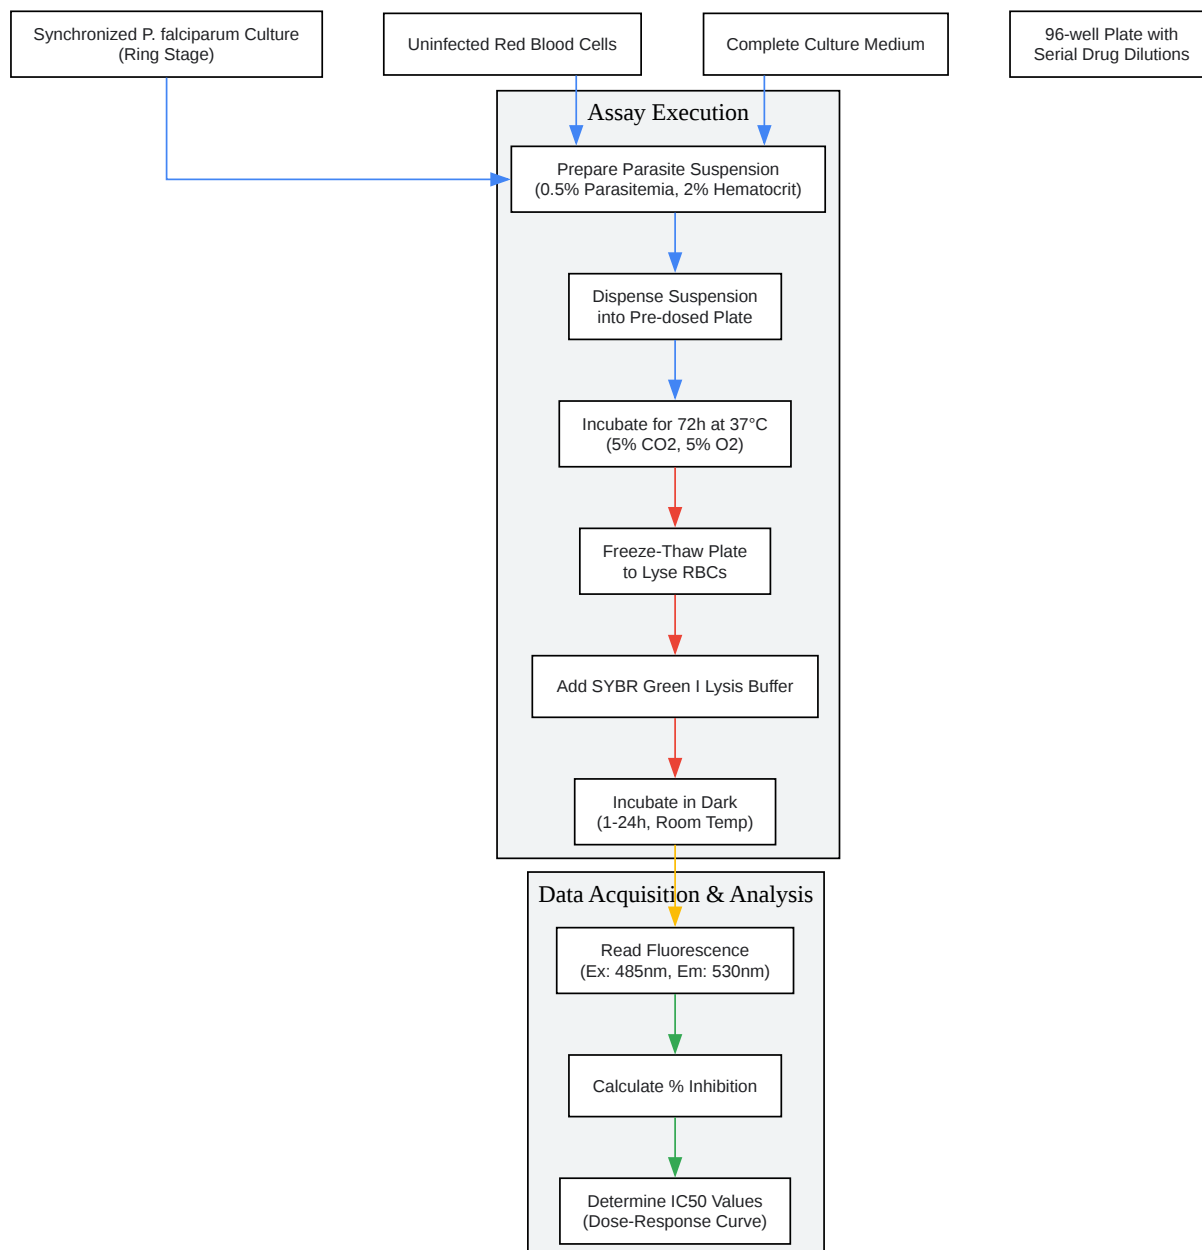 Synchronized P. falciparum Culture
(Ring Stage)
Uninfected Red Blood Cells
Complete Culture Medium
96-well Plate with
Serial Drug Dilutions
Assay Execution
Prepare Parasite Suspension
(0.5% Parasitemia, 2% Hematocrit)
Dispense Suspension
into Pre-dosed Plate
Incubate for 72h at 37°C
(5% CO2, 5% O2)
Freeze-Thaw Plate
to Lyse RBCs
Add SYBR Green I Lysis Buffer
Incubate in Dark
(1-24h, Room Temp)
Data Acquisition & Analysis
Read Fluorescence
(Ex: 485nm, Em: 530nm)
Calculate % Inhibition
Determine IC50 Values
(Dose-Response Curve)